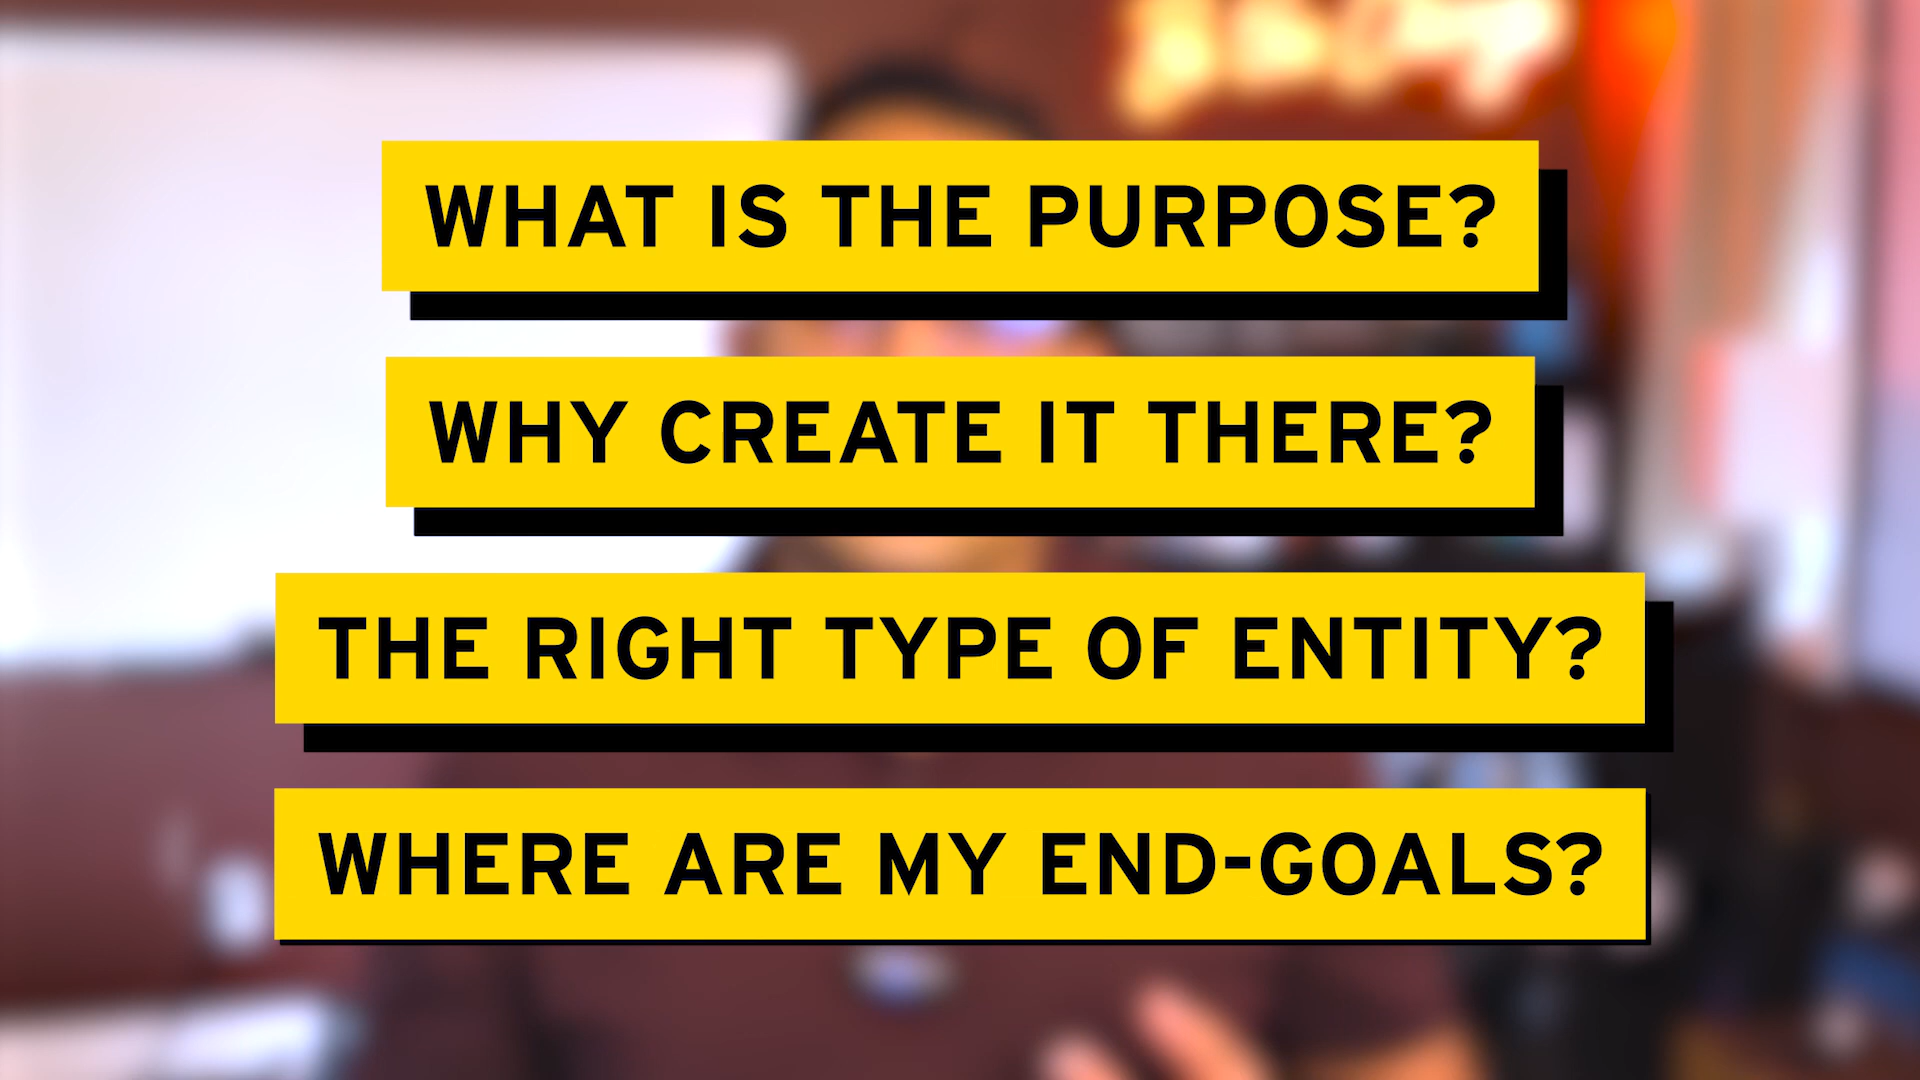 WHAT IS THE PURPOSE?
WHY CREATE IT THERE?
THE RIGHT TYPE OF ENTITY?
WHERE ARE MY END-GOALS?